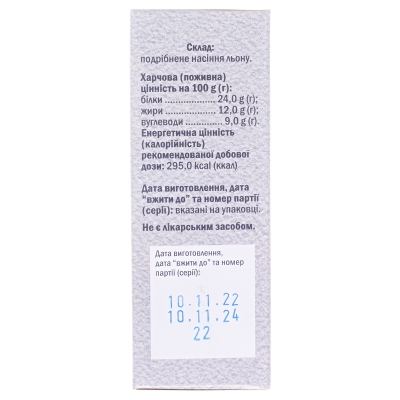 Склад:
подрібнене насіння льону.
Харчова (поживна)
цінність на 100 g (г):
білки ................... 24,0 g (г);
жири ................... 12,0 g (г);
вуглеводи ............. 9,0 g (г);
Енергетична цінність
(калорійність)
рекомендованої добової
дози: 295.0 kcal (ккал)
Дата виготовлення, дата
“вжити до” та номер партії
(серії): вказані на упаковці.
Не є лікарським засобом.
Дата виготовлення,
дата “вжити до” та номер
партії (серії):
10.11.22
10.11.24
22